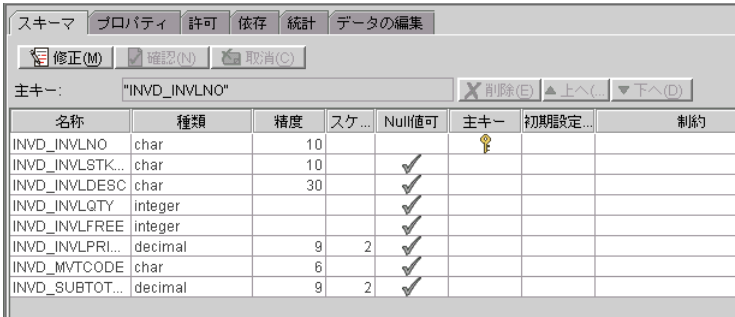 スキーマ プロパティ 許可 依存 統計 データの編集
修正(M) 確認(N) 取消(C)
主キー: "INVD_INVLNO" 削除(E) 上へ(... 下へ(D)
名称 種類 精度 スケ... Null値可 主キー 初期設定... 制約
INVD_INVLNO char 10
INVD_INVLSTK... char 10
INVD_INVLDESC char 30
INVD_INVLQTY integer
INVD_INVLFREE integer
INVD_INVLPRI... decimal 9 2
INVD_MVTCODE char 6
INVD_SUBTOT... decimal 9 2